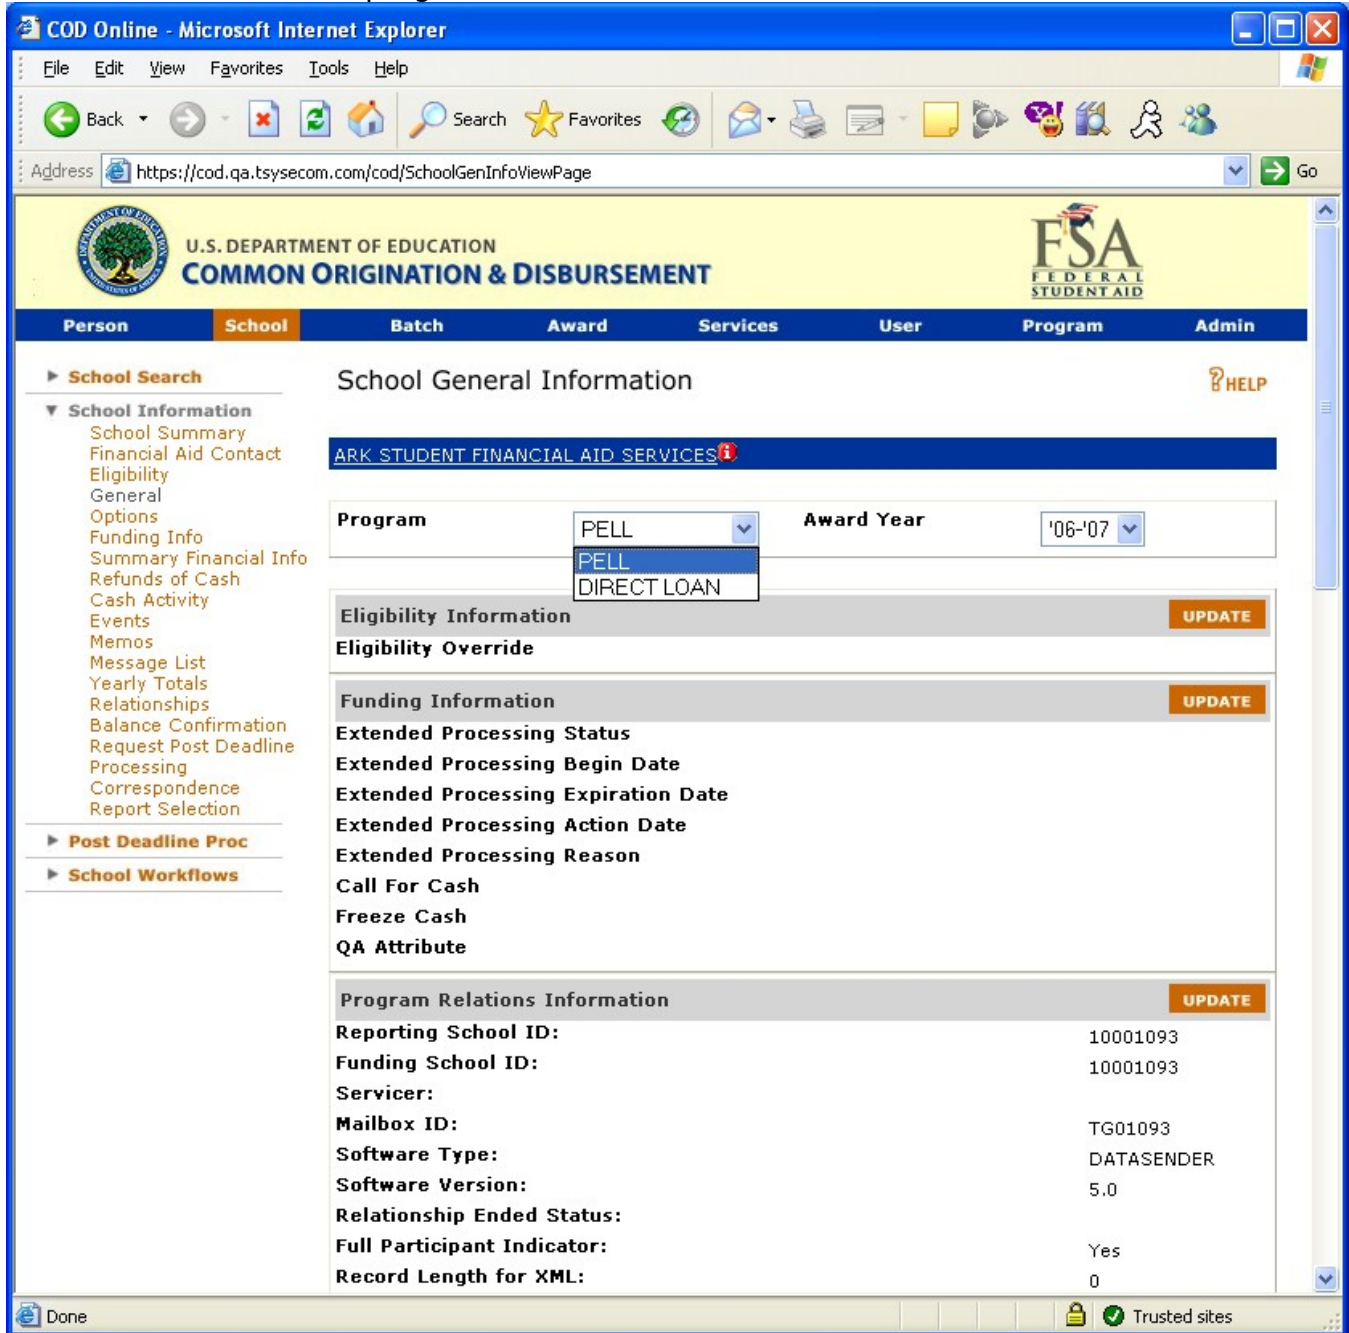 COD Online - Microsoft Internet Explorer
File Edit View Favorites Tools Help
Back Search Favorites
Address https://cod.qa.tsysecom.com/cod/SchoolGenInfoViewPage Go
U.S. DEPARTMENT OF EDUCATION
COMMON ORIGINATION & DISBURSEMENT
FSA
FEDERAL
STUDENT AID
Person School Batch Award Services User Program Admin
School Search
School Information
School Summary
Financial Aid Contact
Eligibility
General
Options
Funding Info
Summary Financial Info
Refunds of Cash
Cash Activity
Events
Memos
Message List
Yearly Totals
Relationships
Balance Confirmation
Request Post Deadline
Processing
Correspondence
Report Selection
Post Deadline Proc
School Workflows
School General Information
HELP
ARK STUDENT FINANCIAL AID SERVICES
Program PELL Award Year '06-'07
PELL
DIRECT LOAN
Eligibility Information UPDATE
Eligibility Override
Funding Information UPDATE
Extended Processing Status
Extended Processing Begin Date
Extended Processing Expiration Date
Extended Processing Action Date
Extended Processing Reason
Call For Cash
Freeze Cash
QA Attribute
Program Relations Information UPDATE
Reporting School ID: 10001093
Funding School ID: 10001093
Servicer:
Mailbox ID: TG01093
Software Type: DATASENDER
Software Version: 5.0
Relationship Ended Status:
Full Participant Indicator: Yes
Record Length for XML: 0
Done Trusted sites